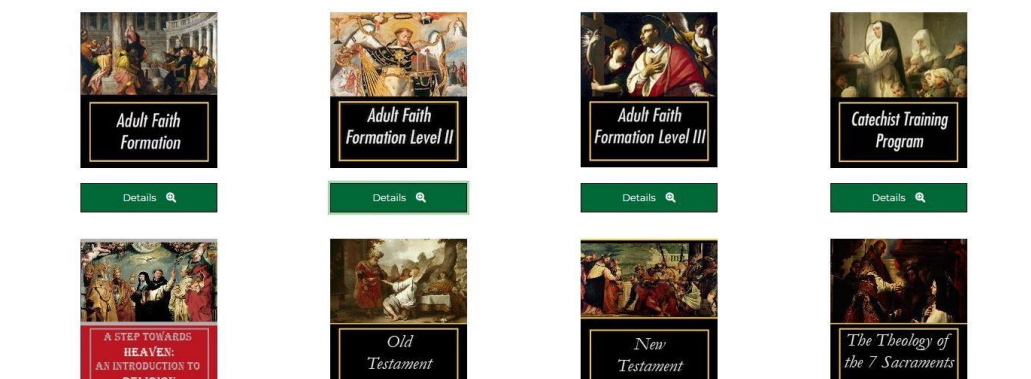 Adult Faith
Formation
Adult Faith
Formation Level II
Adult Faith
Formation Level III
Catechist Training
Program
Details
Details
Details
Details
A STEP TOWARDS
HEAVEN:
AN INTRODUCTION TO
Old
Testament
New
Testament
The Theology of
the 7 Sacraments